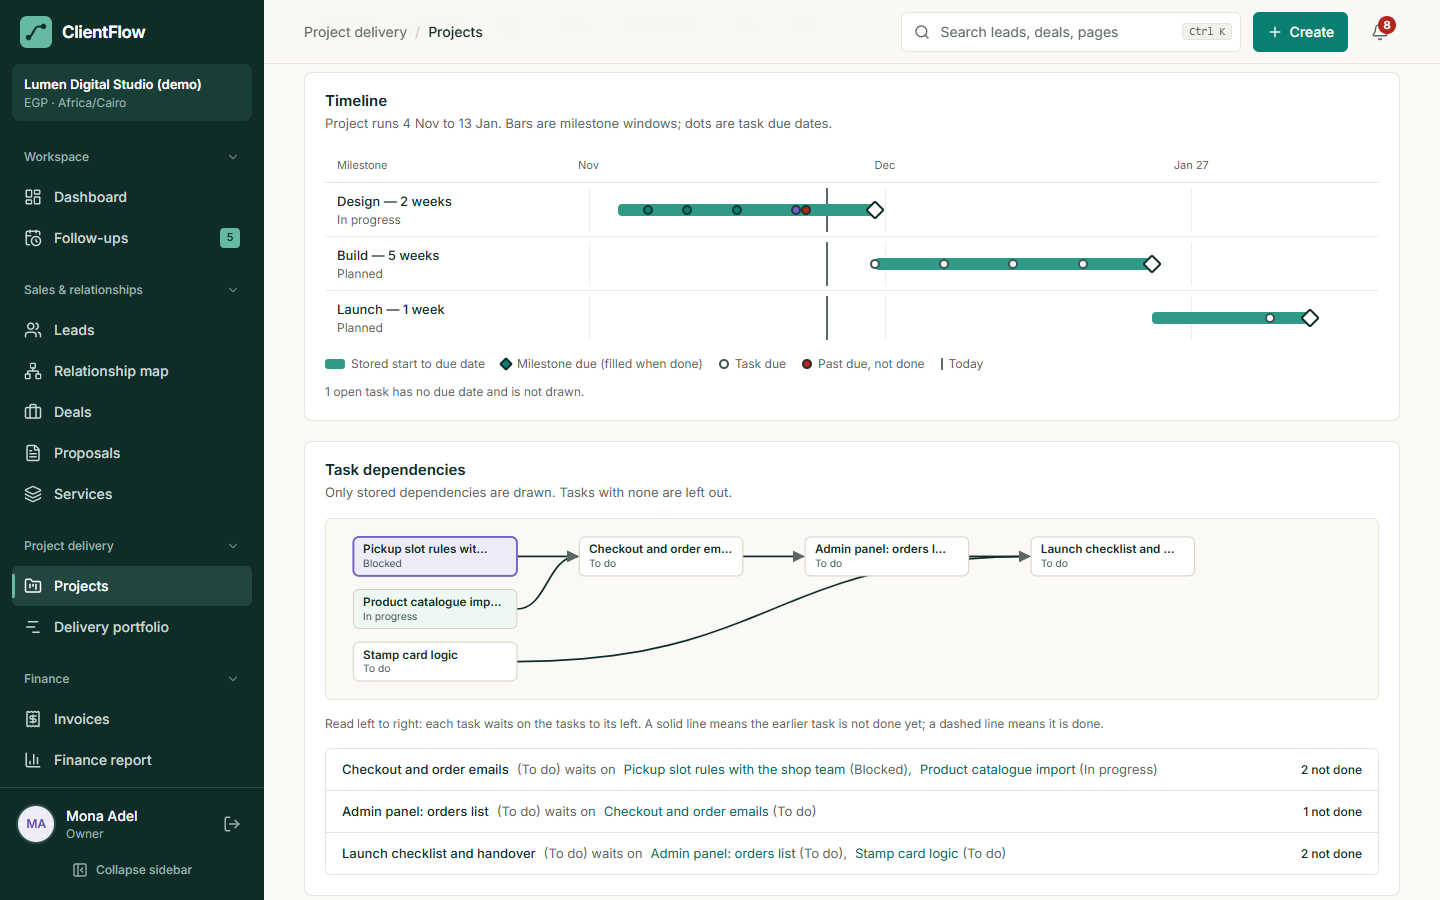 ClientFlow
Lumen Digital Studio (demo)
EGP · Africa/Cairo
Workspace
Dashboard
Follow-ups 5
Sales & relationships
Leads
Relationship map
Deals
Proposals
Services
Project delivery
Projects
Delivery portfolio
Finance
Invoices
Finance report
MA Mona Adel
Owner
Collapse sidebar
Project delivery / Projects
Search leads, deals, pages Ctrl K
Create
8
Timeline
Project runs 4 Nov to 13 Jan. Bars are milestone windows; dots are task due dates.
Milestone Nov Dec Jan 27
Design — 2 weeks
In progress
Build — 5 weeks
Planned
Launch — 1 week
Planned
Stored start to due date Milestone due (filled when done) Task due Past due, not done Today
1 open task has no due date and is not drawn.
Task dependencies
Only stored dependencies are drawn. Tasks with none are left out.
Pickup slot rules wit...
Blocked
Checkout and order em...
To do
Admin panel: orders l...
To do
Launch checklist and ...
To do
Product catalogue imp...
In progress
Stamp card logic
To do
Read left to right: each task waits on the tasks to its left. A solid line means the earlier task is not done yet; a dashed line means it is done.
Checkout and order emails (To do) waits on Pickup slot rules with the shop team (Blocked), Product catalogue import (In progress) 2 not done
Admin panel: orders list (To do) waits on Checkout and order emails (To do) 1 not done
Launch checklist and handover (To do) waits on Admin panel: orders list (To do), Stamp card logic (To do) 2 not done